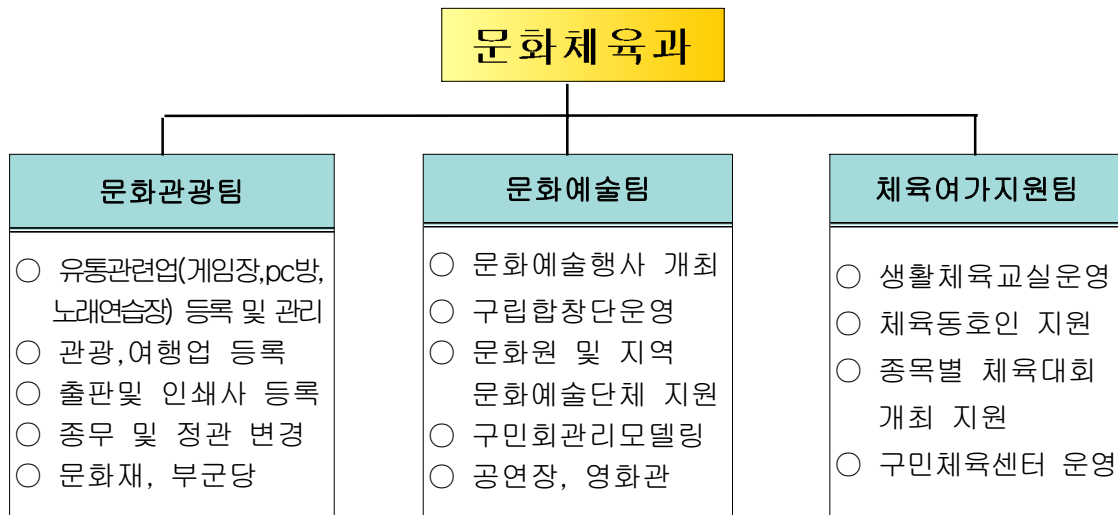 문화체육과
문화관광팀
○ 유통관련업(게임장,pc방,
노래연습장) 등록 및 관리
○ 관광,여행업 등록
○ 출판및 인쇄사 등록
○ 종무 및 정관 변경
○ 문화재, 부군당
문화예술팀
○ 문화예술행사 개최
○ 구립합창단운영
○ 문화원 및 지역
문화예술단체 지원
○ 구민회관리모델링
○ 공연장, 영화관
체육여가지원팀
○ 생활체육교실운영
○ 체육동호인 지원
○ 종목별 체육대회
개최 지원
○ 구민체육센터 운영